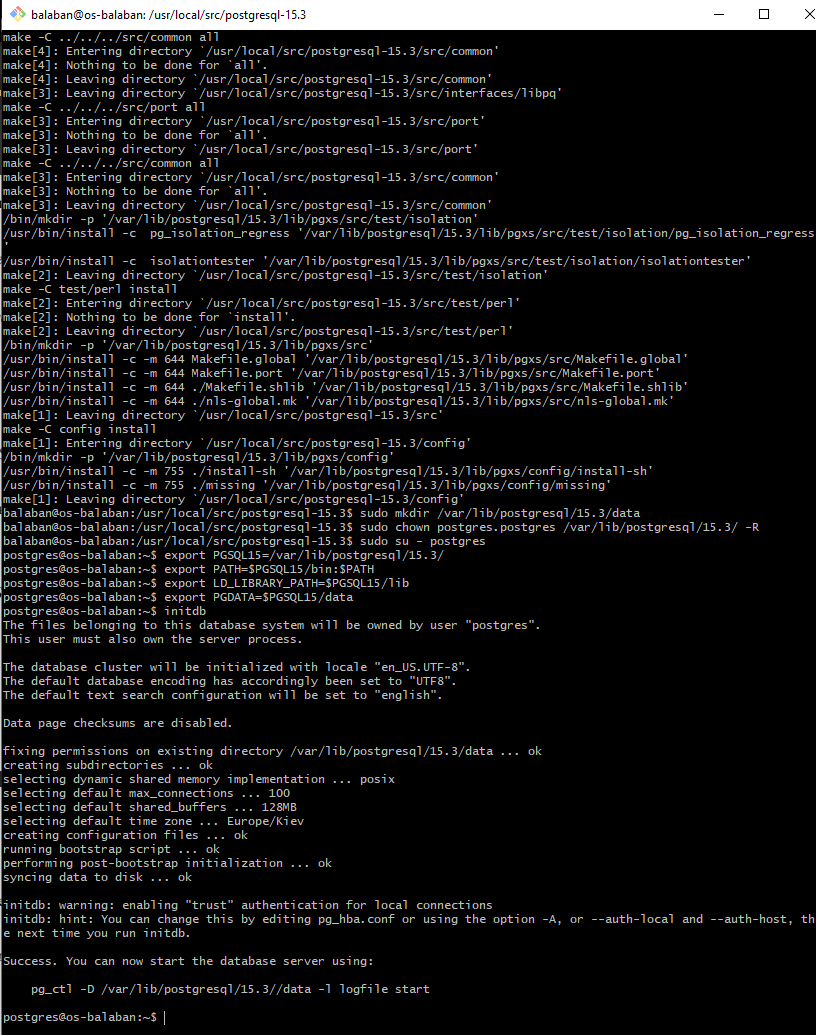 balaban@os-balaban: /usr/local/src/postgresql-15.3
make -C ../../../src/common all
make[4]: Entering directory `/usr/local/src/postgresql-15.3/src/common'
make[4]: Nothing to be done for `all'.
make[4]: Leaving directory `/usr/local/src/postgresql-15.3/src/common'
make[3]: Leaving directory `/usr/local/src/postgresql-15.3/src/interfaces/libpq'
make -C ../../../src/port all
make[3]: Entering directory `/usr/local/src/postgresql-15.3/src/port'
make[3]: Nothing to be done for `all'.
make[3]: Leaving directory `/usr/local/src/postgresql-15.3/src/port'
make -C ../../../src/common all
make[3]: Entering directory `/usr/local/src/postgresql-15.3/src/common'
make[3]: Nothing to be done for `all'.
make[3]: Leaving directory `/usr/local/src/postgresql-15.3/src/common'
/bin/mkdir -p '/var/lib/postgresql/15.3/lib/pgxs/src/test/isolation'
/usr/bin/install -c  pg_isolation_regress '/var/lib/postgresql/15.3/lib/pgxs/src/test/isolation/pg_isolation_regress
'
/usr/bin/install -c  isolationtester '/var/lib/postgresql/15.3/lib/pgxs/src/test/isolation/isolationtester'
make[2]: Leaving directory `/usr/local/src/postgresql-15.3/src/test/isolation'
make -C test/perl install
make[2]: Entering directory `/usr/local/src/postgresql-15.3/src/test/perl'
make[2]: Nothing to be done for `install'.
make[2]: Leaving directory `/usr/local/src/postgresql-15.3/src/test/perl'
/bin/mkdir -p '/var/lib/postgresql/15.3/lib/pgxs/src'
/usr/bin/install -c -m 644 Makefile.global '/var/lib/postgresql/15.3/lib/pgxs/src/Makefile.global'
/usr/bin/install -c -m 644 Makefile.port '/var/lib/postgresql/15.3/lib/pgxs/src/Makefile.port'
/usr/bin/install -c -m 644 ./Makefile.shlib '/var/lib/postgresql/15.3/lib/pgxs/src/Makefile.shlib'
/usr/bin/install -c -m 644 ./nls-global.mk '/var/lib/postgresql/15.3/lib/pgxs/src/nls-global.mk'
make[1]: Leaving directory `/usr/local/src/postgresql-15.3/src'
make -C config install
make[1]: Entering directory `/usr/local/src/postgresql-15.3/config'
/bin/mkdir -p '/var/lib/postgresql/15.3/lib/pgxs/config'
/usr/bin/install -c -m 755 ./install-sh '/var/lib/postgresql/15.3/lib/pgxs/config/install-sh'
/usr/bin/install -c -m 755 ./missing '/var/lib/postgresql/15.3/lib/pgxs/config/missing'
make[1]: Leaving directory `/usr/local/src/postgresql-15.3/config'
balaban@os-balaban:/usr/local/src/postgresql-15.3$ sudo mkdir /var/lib/postgresql/15.3/data
balaban@os-balaban:/usr/local/src/postgresql-15.3$ sudo chown postgres.postgres /var/lib/postgresql/15.3/ -R
balaban@os-balaban:/usr/local/src/postgresql-15.3$ sudo su - postgres
postgres@os-balaban:~$ export PGSQL15=/var/lib/postgresql/15.3/
postgres@os-balaban:~$ export PATH=$PGSQL15/bin:$PATH
postgres@os-balaban:~$ export LD_LIBRARY_PATH=$PGSQL15/lib
postgres@os-balaban:~$ export PGDATA=$PGSQL15/data
postgres@os-balaban:~$ initdb
The files belonging to this database system will be owned by user "postgres".
This user must also own the server process.

The database cluster will be initialized with locale "en_US.UTF-8".
The default database encoding has accordingly been set to "UTF8".
The default text search configuration will be set to "english".

Data page checksums are disabled.

fixing permissions on existing directory /var/lib/postgresql/15.3/data ... ok
creating subdirectories ... ok
selecting dynamic shared memory implementation ... posix
selecting default max_connections ... 100
selecting default shared_buffers ... 128MB
selecting default time zone ... Europe/Kiev
creating configuration files ... ok
running bootstrap script ... ok
performing post-bootstrap initialization ... ok
syncing data to disk ... ok

initdb: warning: enabling "trust" authentication for local connections
initdb: hint: You can change this by editing pg_hba.conf or using the option -A, or --auth-local and --auth-host, th
e next time you run initdb.

Success. You can now start the database server using:

    pg_ctl -D /var/lib/postgresql/15.3//data -l logfile start

postgres@os-balaban:~$